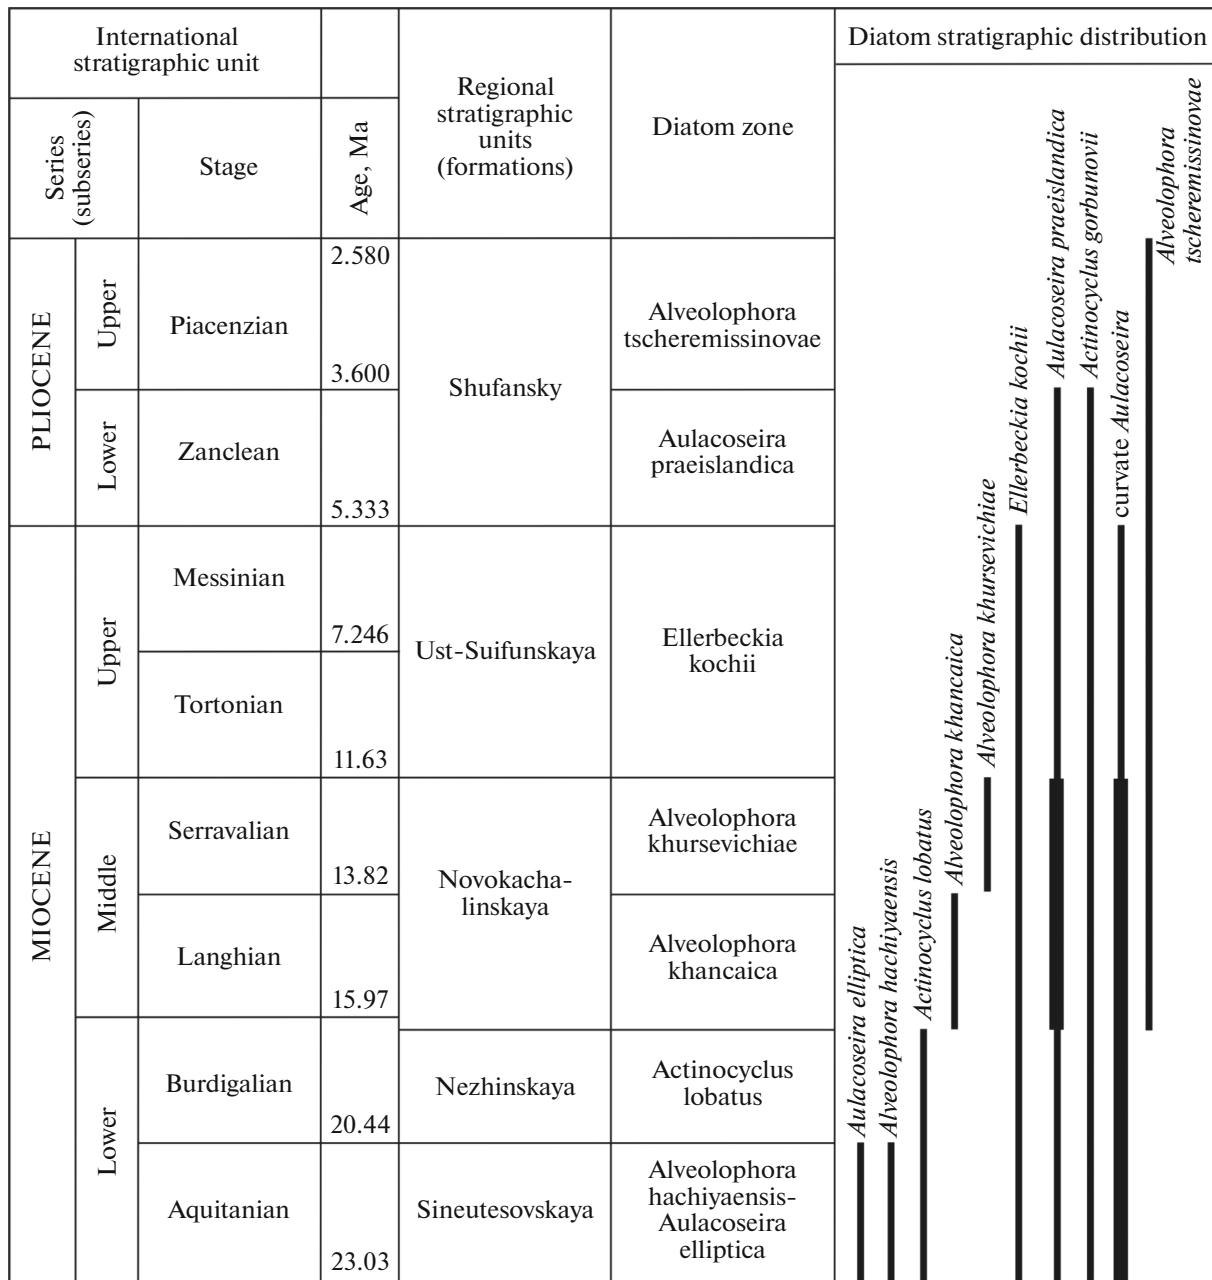 International
stratigraphic unit
Series
(subseries)
Stage
Age, Ma
Regional
stratigraphic
units
(formations)
Diatom zone
Diatom stratigraphic distribution
PLIOCENE
Upper
Piacenzian
2.580
3.600
Lower
Zanclean
5.333
Shufansky
Alveolophora
tscheremissinovae
Aulacoseira
praeislandica
MIOCENE
Upper
Messinian
7.246
Tortonian
11.63
Ust-Suifunskaya
Ellerbeckia
kochii
Middle
Serravalian
13.82
Langhian
15.97
Novokacha-
linskaya
Alveolophora
khursevichiae
Alveolophora
khancaica
Lower
Burdigalian
20.44
Nezhinskaya
Actinocyclus
lobatus
Aquitanian
23.03
Sineutesovskaya
Alveolophora
hachiyaensis-
Aulacoseira
elliptica
Aulacoseira elliptica
Alveolophora hachiyaensis
Actinocyclus lobatus
Alveolophora khancaica
Alveolophora khursevichiae
Ellerbeckia kochii
Aulacoseira praeislandica
Actinocyclus gorbunovii
curvate Aulacoseira
Alveolophora
tscheremissinovae